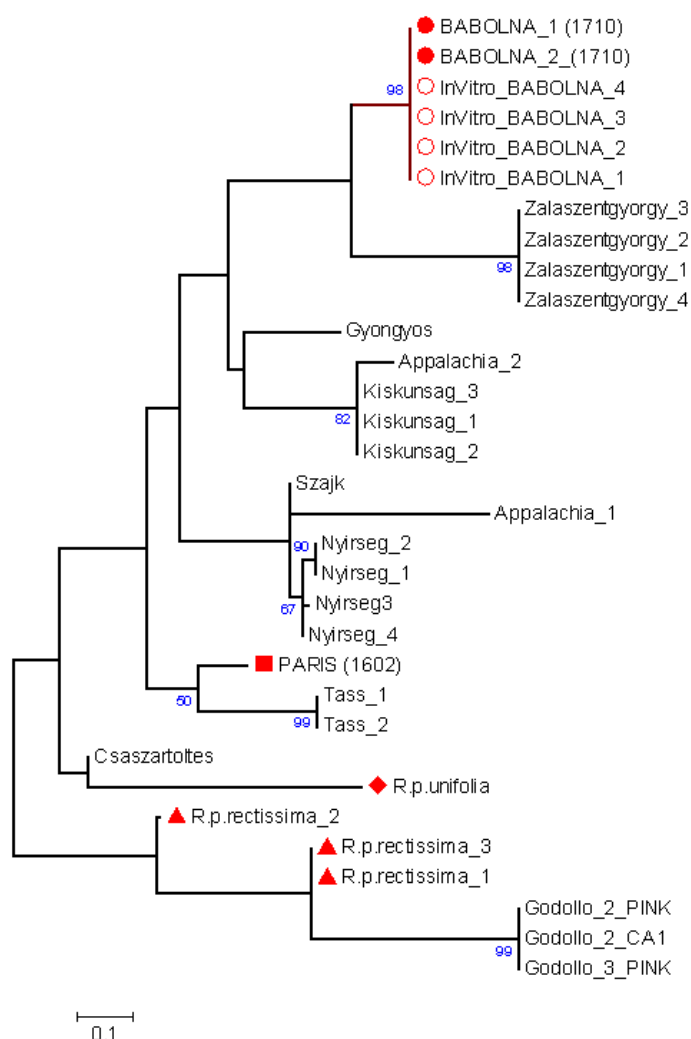 BABOLNA_1 (1710)
BABOLNA_2_(1710)
98
InVitro_BABOLNA_4
InVitro_BABOLNA_3
InVitro_BABOLNA_2
InVitro_BABOLNA_1
Zalaszentgyorgy_3
Zalaszentgyorgy_2
98
Zalaszentgyorgy_1
Zalaszentgyorgy_4
Gyongyos
Appalachia_2
Kiskunsag_3
82
Kiskunsag_1
Kiskunsag_2
Szajk
Appalachia_1
90
Nyirseg_2
Nyirseg_1
67
Nyirseg3
Nyirseg_4
PARIS (1602)
50
Tass_1
99
Tass_2
Csaszartoltes
R.p.unifolia
R.p.rectissima_2
R.p.rectissima_3
R.p.rectissima_1
Godollo_2_PINK
Godollo_2_CA1
99
Godollo_3_PINK
0.1